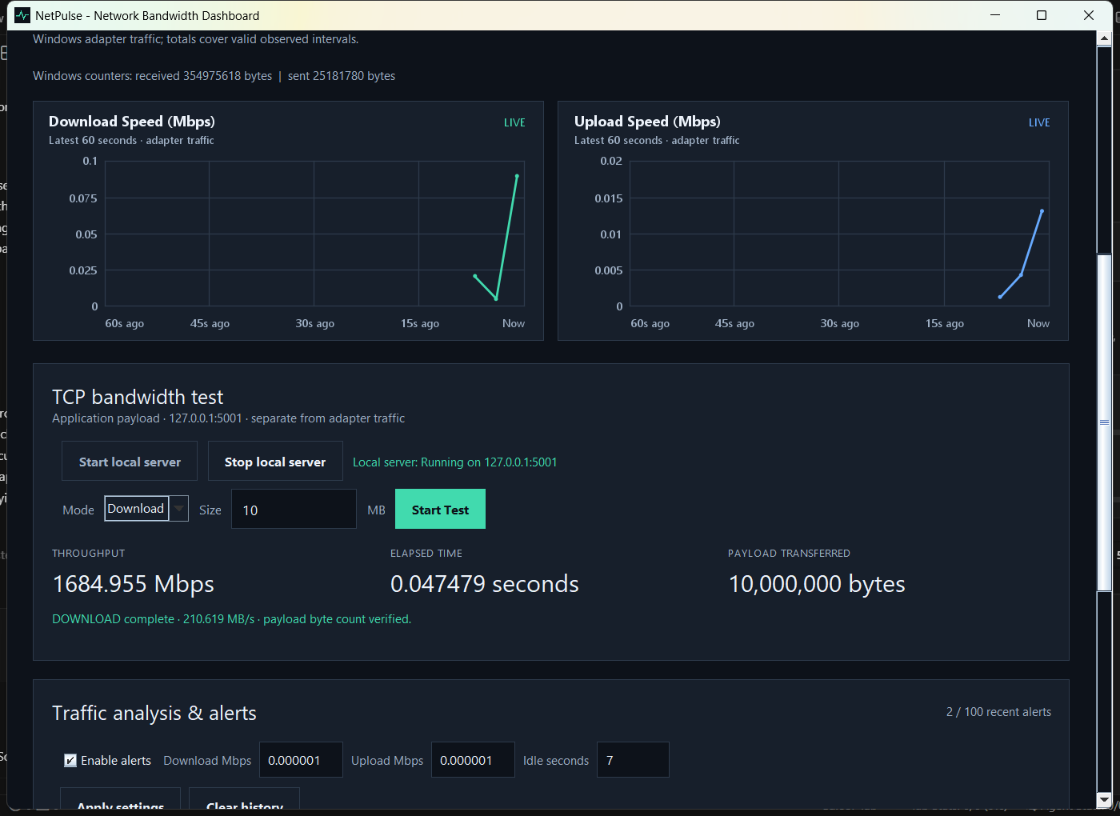 NetPulse - Network Bandwidth Dashboard
Windows adapter traffic; totals cover valid observed intervals.
Windows counters: received 354975618 bytes | sent 25181780 bytes
Download Speed (Mbps) LIVE
Latest 60 seconds · adapter traffic
0.1
0.075
0.05
0.025
0
60s ago 45s ago 30s ago 15s ago Now
Upload Speed (Mbps) LIVE
Latest 60 seconds · adapter traffic
0.02
0.015
0.01
0.005
0
60s ago 45s ago 30s ago 15s ago Now
TCP bandwidth test
Application payload · 127.0.0.1:5001 · separate from adapter traffic
Start local server Stop local server Local server: Running on 127.0.0.1:5001
Mode Download Size 10 MB Start Test
THROUGHPUT ELAPSED TIME PAYLOAD TRANSFERRED
1684.955 Mbps 0.047479 seconds 10,000,000 bytes
DOWNLOAD complete · 210.619 MB/s · payload byte count verified.
Traffic analysis & alerts 2 / 100 recent alerts
Enable alerts Download Mbps 0.000001 Upload Mbps 0.000001 Idle seconds 7
Apply settings Clear history